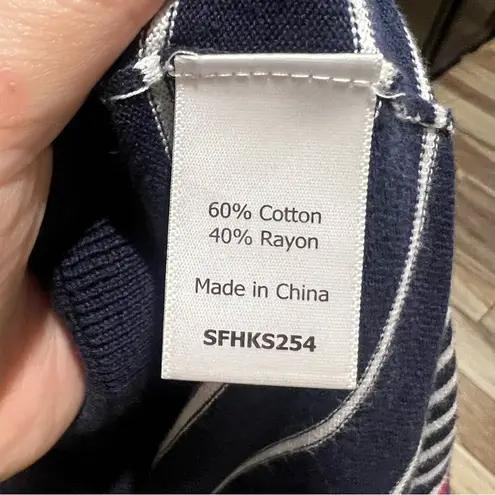 60% Cotton
40% Rayon
Made in China
SFHKS254